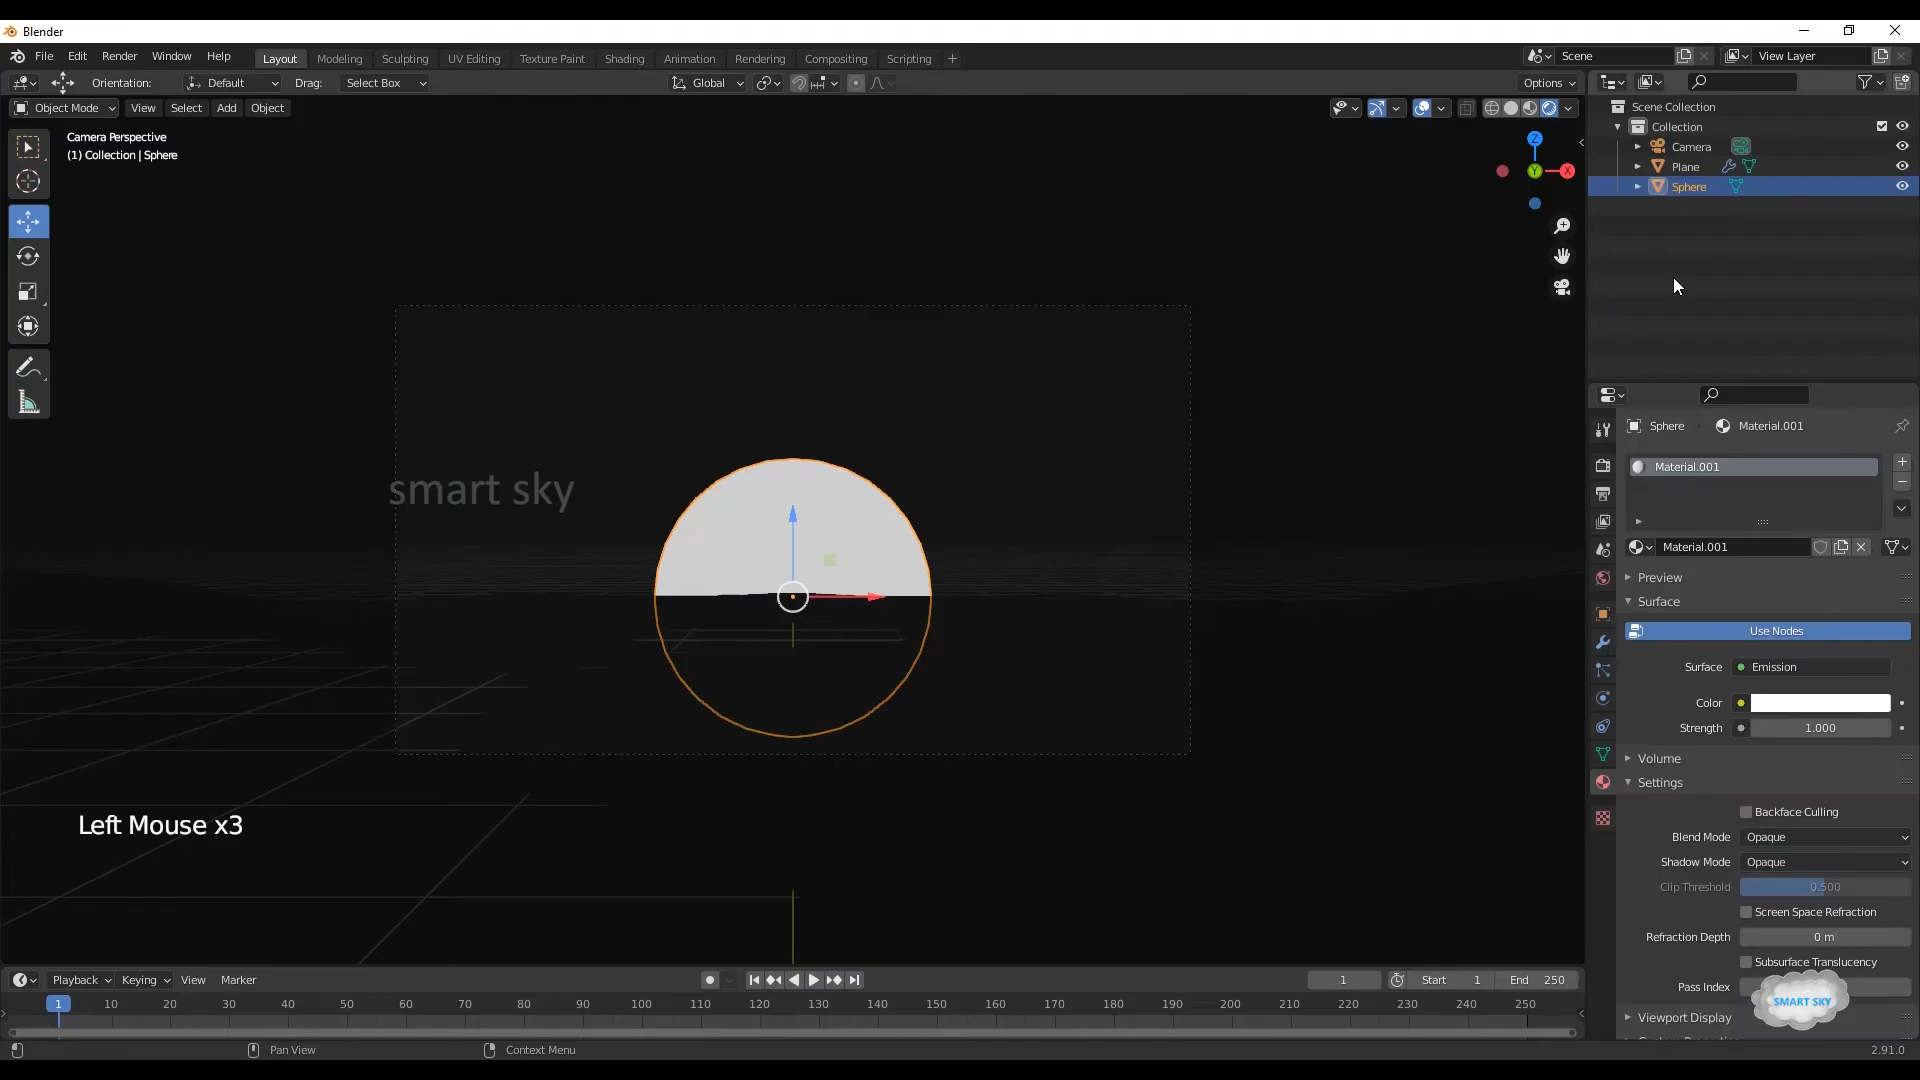 Blender
File Edit Render Window Help Layout Modeling Sculpting UV Editing Texture Paint Shading Animation Rendering Compositing Scripting + Scene View Layer
Orientation: Default Drag: Select Box Global Options
Object Mode View Select Add Object
Camera Perspective
(1) Collection | Sphere
Z
Y
X
Scene Collection
Collection
Camera
Plane
Sphere
smart sky
Left Mouse x3
Sphere Material.001
Material.001
Material.001
Preview
Surface
Use Nodes
Surface Emission
Color
Strength 1.000
Volume
Settings
Backface Culling
Blend Mode Opaque
Shadow Mode Opaque
Clip Threshold 0.500
Screen Space Refraction
Refraction Depth 0 m
Subsurface Translucency
Pass Index
SMART SKY
Viewport Display
Playback Keying View Marker 1 Start 1 End 250
1 10 20 30 40 50 60 70 80 90 100 110 120 130 140 150 160 170 180 190 200 210 220 230 240 250
Pan View Context Menu 2.91.0